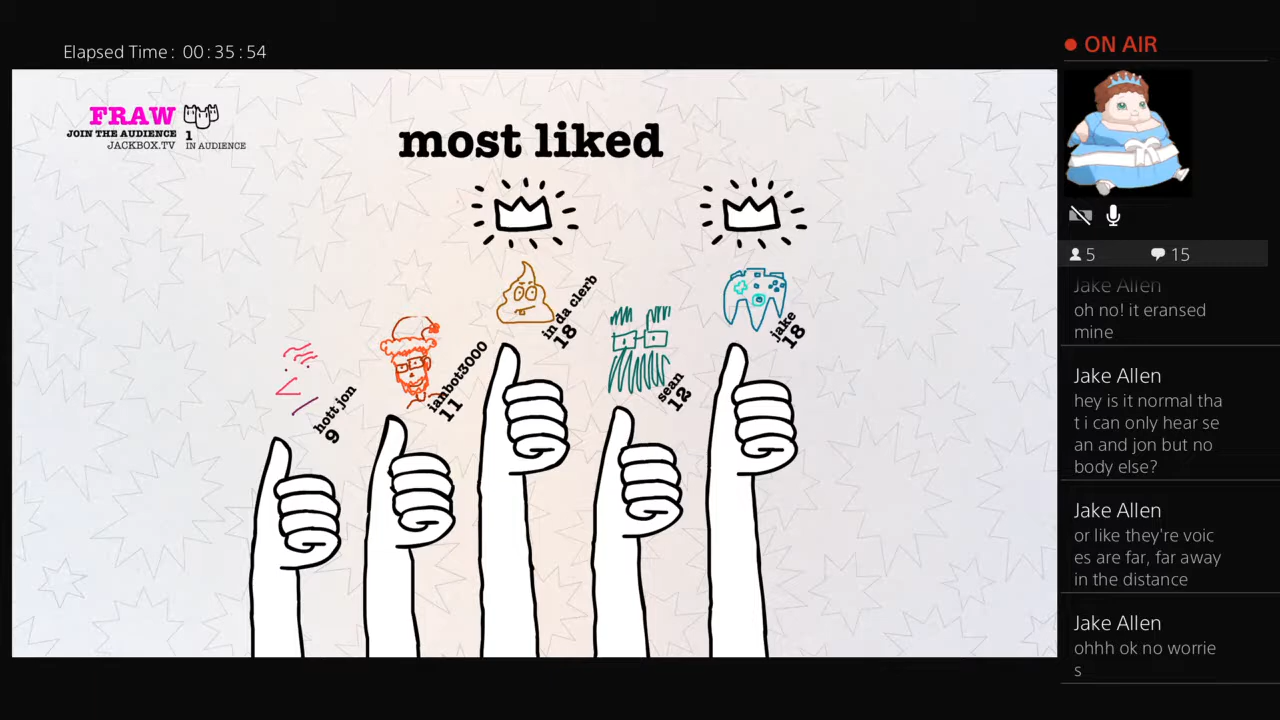 Elapsed Time: 00:35:54
ON AIR
FRAW
JOIN THE AUDIENCE
JACKBOX.TV
1
IN AUDIENCE
most liked
hott jon
9
ianbot3000
11
in da clerb
18
sean
12
jake
18
5
15
Jake Allen
oh no! it eransed
mine
Jake Allen
hey is it normal tha
t i can only hear se
an and jon but no
body else?
Jake Allen
or like they're voic
es are far, far away
in the distance
Jake Allen
ohhh ok no worrie
s